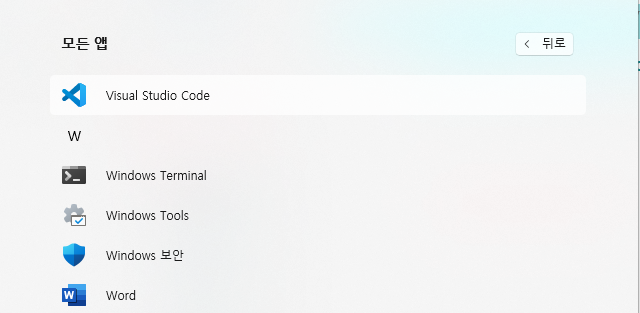 모든 앱
뒤로
Visual Studio Code
W
Windows Terminal
Windows Tools
Windows 보안
Word